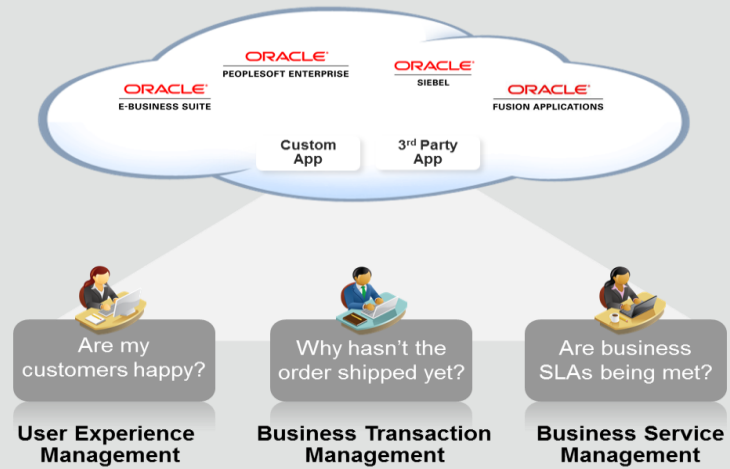 ORACLE
PEOPLESOFT ENTERPRISE
ORACLE
SIEBEL
ORACLE
E-BUSINESS SUITE
ORACLE
FUSION APPLICATIONS
Custom
App
3rd Party
App
Are my
customers happy?
Why hasn't the
order shipped yet?
Are business
SLAs being met?
User Experience
Management
Business Transaction
Management
Business Service
Management